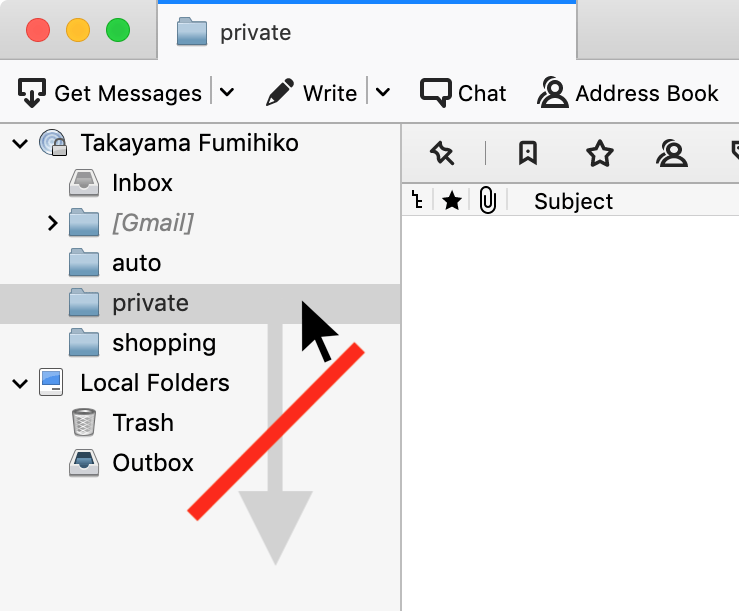 private
Get Messages Write Chat Address Book
Takayama Fumihiko
Inbox
[Gmail]
auto
private
shopping
Local Folders
Trash
Outbox
Subject